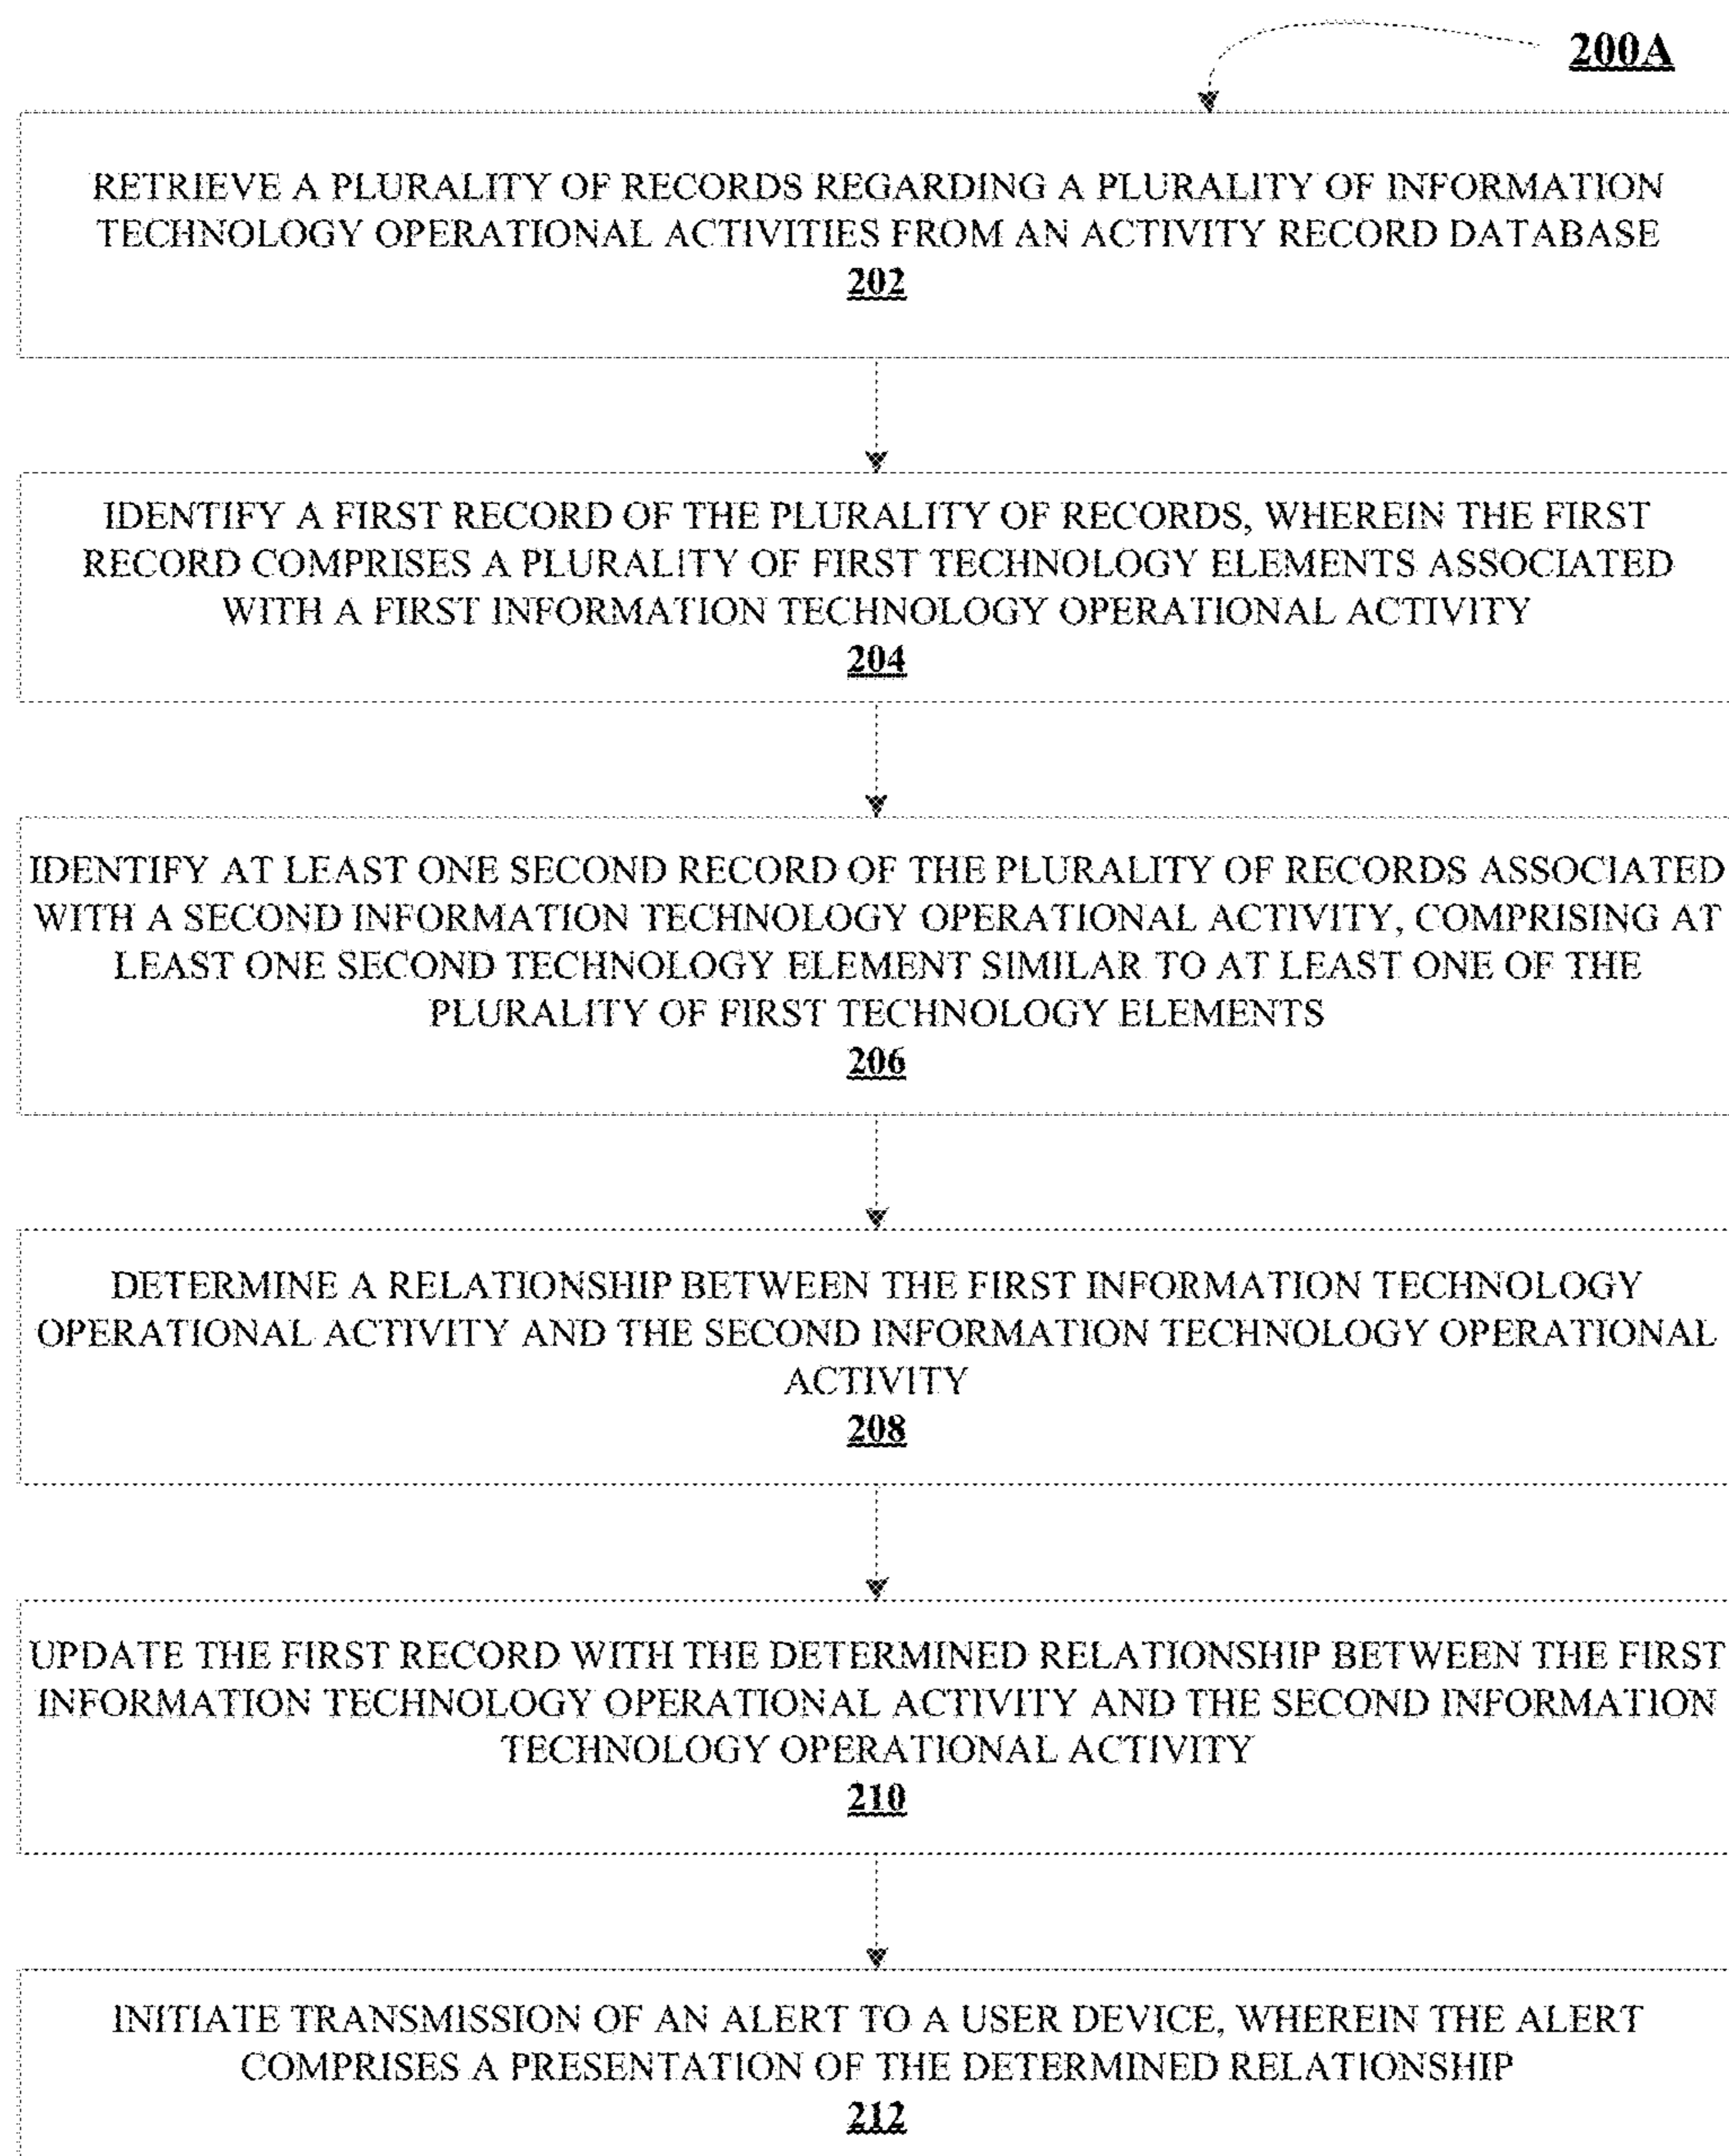 200A
RETRIEVE A PLURALITY OF RECORDS REGARDING A PLURALITY OF INFORMATION
TECHNOLOGY OPERATIONAL ACTIVITIES FROM AN ACTIVITY RECORD DATABASE
202
IDENTIFY A FIRST RECORD OF THE PLURALITY OF RECORDS, WHEREIN THE FIRST
RECORD COMPRISES A PLURALITY OF FIRST TECHNOLOGY ELEMENTS ASSOCIATED
WITH A FIRST INFORMATION TECHNOLOGY OPERATIONAL ACTIVITY
204
IDENTIFY AT LEAST ONE SECOND RECORD OF THE PLURALITY OF RECORDS ASSOCIATED
WITH A SECOND INFORMATION TECHNOLOGY OPERATIONAL ACTIVITY, COMPRISING AT
LEAST ONE SECOND TECHNOLOGY ELEMENT SIMILAR TO AT LEAST ONE OF THE
PLURALITY OF FIRST TECHNOLOGY ELEMENTS
206
DETERMINE A RELATIONSHIP BETWEEN THE FIRST INFORMATION TECHNOLOGY
OPERATIONAL ACTIVITY AND THE SECOND INFORMATION TECHNOLOGY OPERATIONAL
ACTIVITY
208
UPDATE THE FIRST RECORD WITH THE DETERMINED RELATIONSHIP BETWEEN THE FIRST
INFORMATION TECHNOLOGY OPERATIONAL ACTIVITY AND THE SECOND INFORMATION
TECHNOLOGY OPERATIONAL ACTIVITY
210
INITIATE TRANSMISSION OF AN ALERT TO A USER DEVICE, WHEREIN THE ALERT
COMPRISES A PRESENTATION OF THE DETERMINED RELATIONSHIP
212